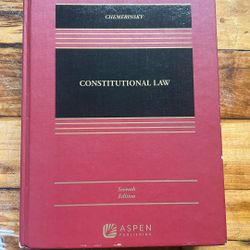 CHEMERINSKY
CONSTITUTIONAL LAW
Seventh
Edition
ASPEN
PUBLISHING